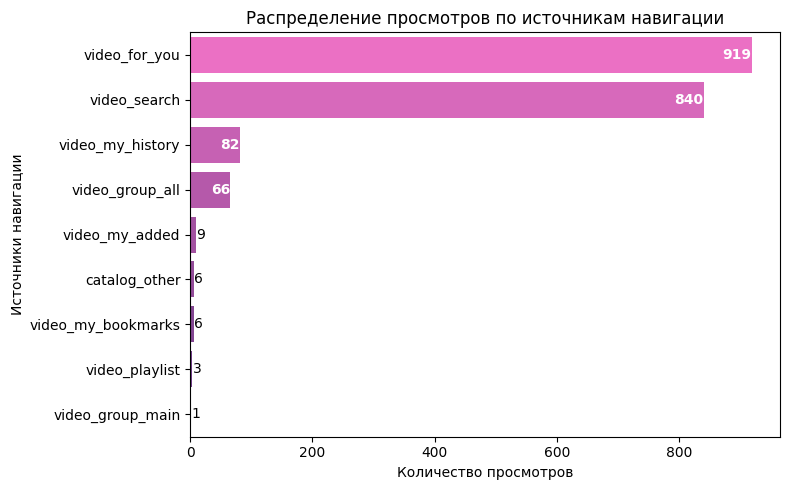 Распределение просмотров по источникам навигации
video_for_you 919
video_search 840
video_my_history 82
video_group_all 66
video_my_added 9
catalog_other 6
video_my_bookmarks 6
video_playlist 3
video_group_main 1
Источники навигации
0 200 400 600 800
Количество просмотров